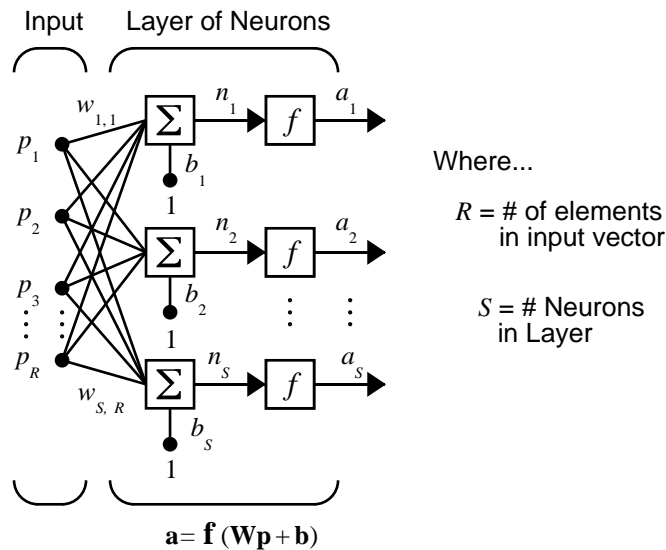 Input Layer of Neurons
w1,1 n1 a1
p1 Σ f
b1
Where...
1
R = # of elements
in input vector
p2 n2 a2
Σ f
p3 b2
S = # Neurons
in Layer
1
pR nS aS
wS, R Σ f
bS
1
a= f (Wp+b)